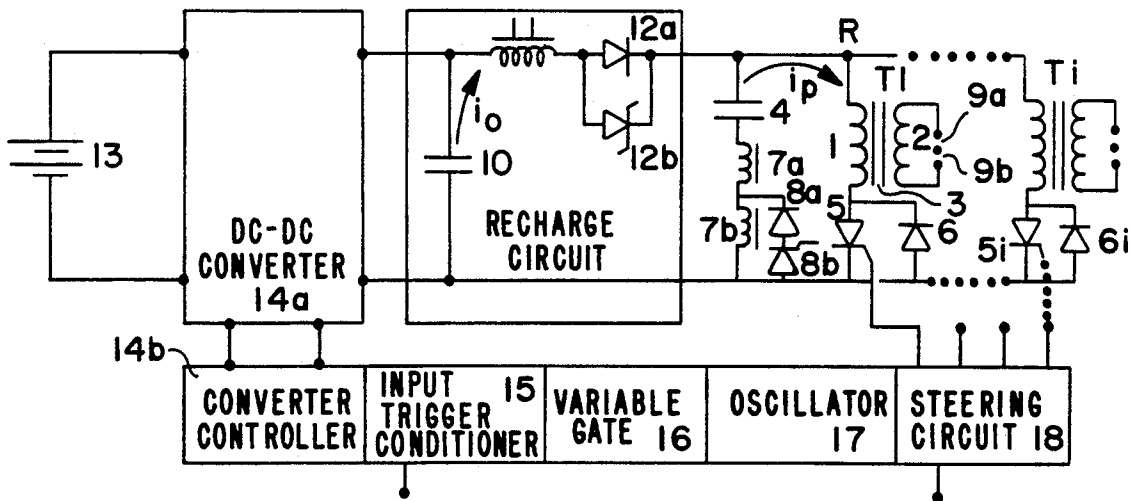 12a
R
i_o
i_p
T1
Ti
4
9a
13
10
12b
1
2
7a
9b
8a
3
DC-DC
CONVERTER
14a
RECHARGE
CIRCUIT
7b
5
6
8b
5i
6i
14b
CONVERTER
CONTROLLER
INPUT 15
TRIGGER
CONDITIONER
VARIABLE
GATE 16
OSCILLATOR
17
STEERING
CIRCUIT 18